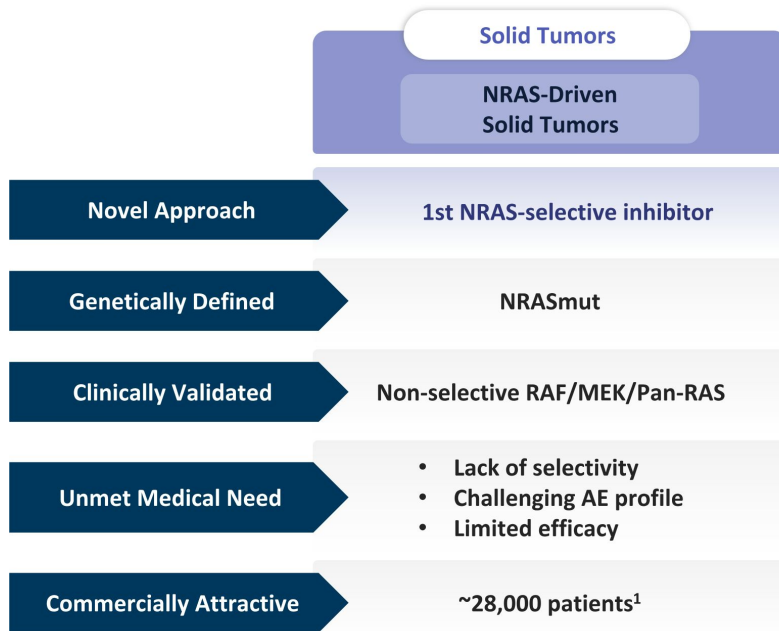 Solid Tumors
NRAS-Driven
Solid Tumors
Novel Approach
1st NRAS-selective inhibitor
Genetically Defined
NRASmut
Clinically Validated
Non-selective RAF/MEK/Pan-RAS
Unmet Medical Need
• Lack of selectivity
• Challenging AE profile
• Limited efficacy
Commercially Attractive
~28,000 patients¹